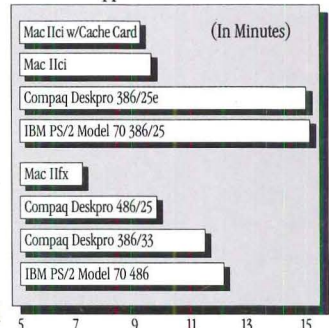 (In Minutes)
Mac IIci w/Cache Card
Mac IIci
Compaq Deskpro 386/25e
IBM PS/2 Model 70 386/25
Mac IIfx
Compaq Deskpro 486/25
Compaq Deskpro 386/33
IBM PS/2 Model 70 486
5 7 9 11 13 15